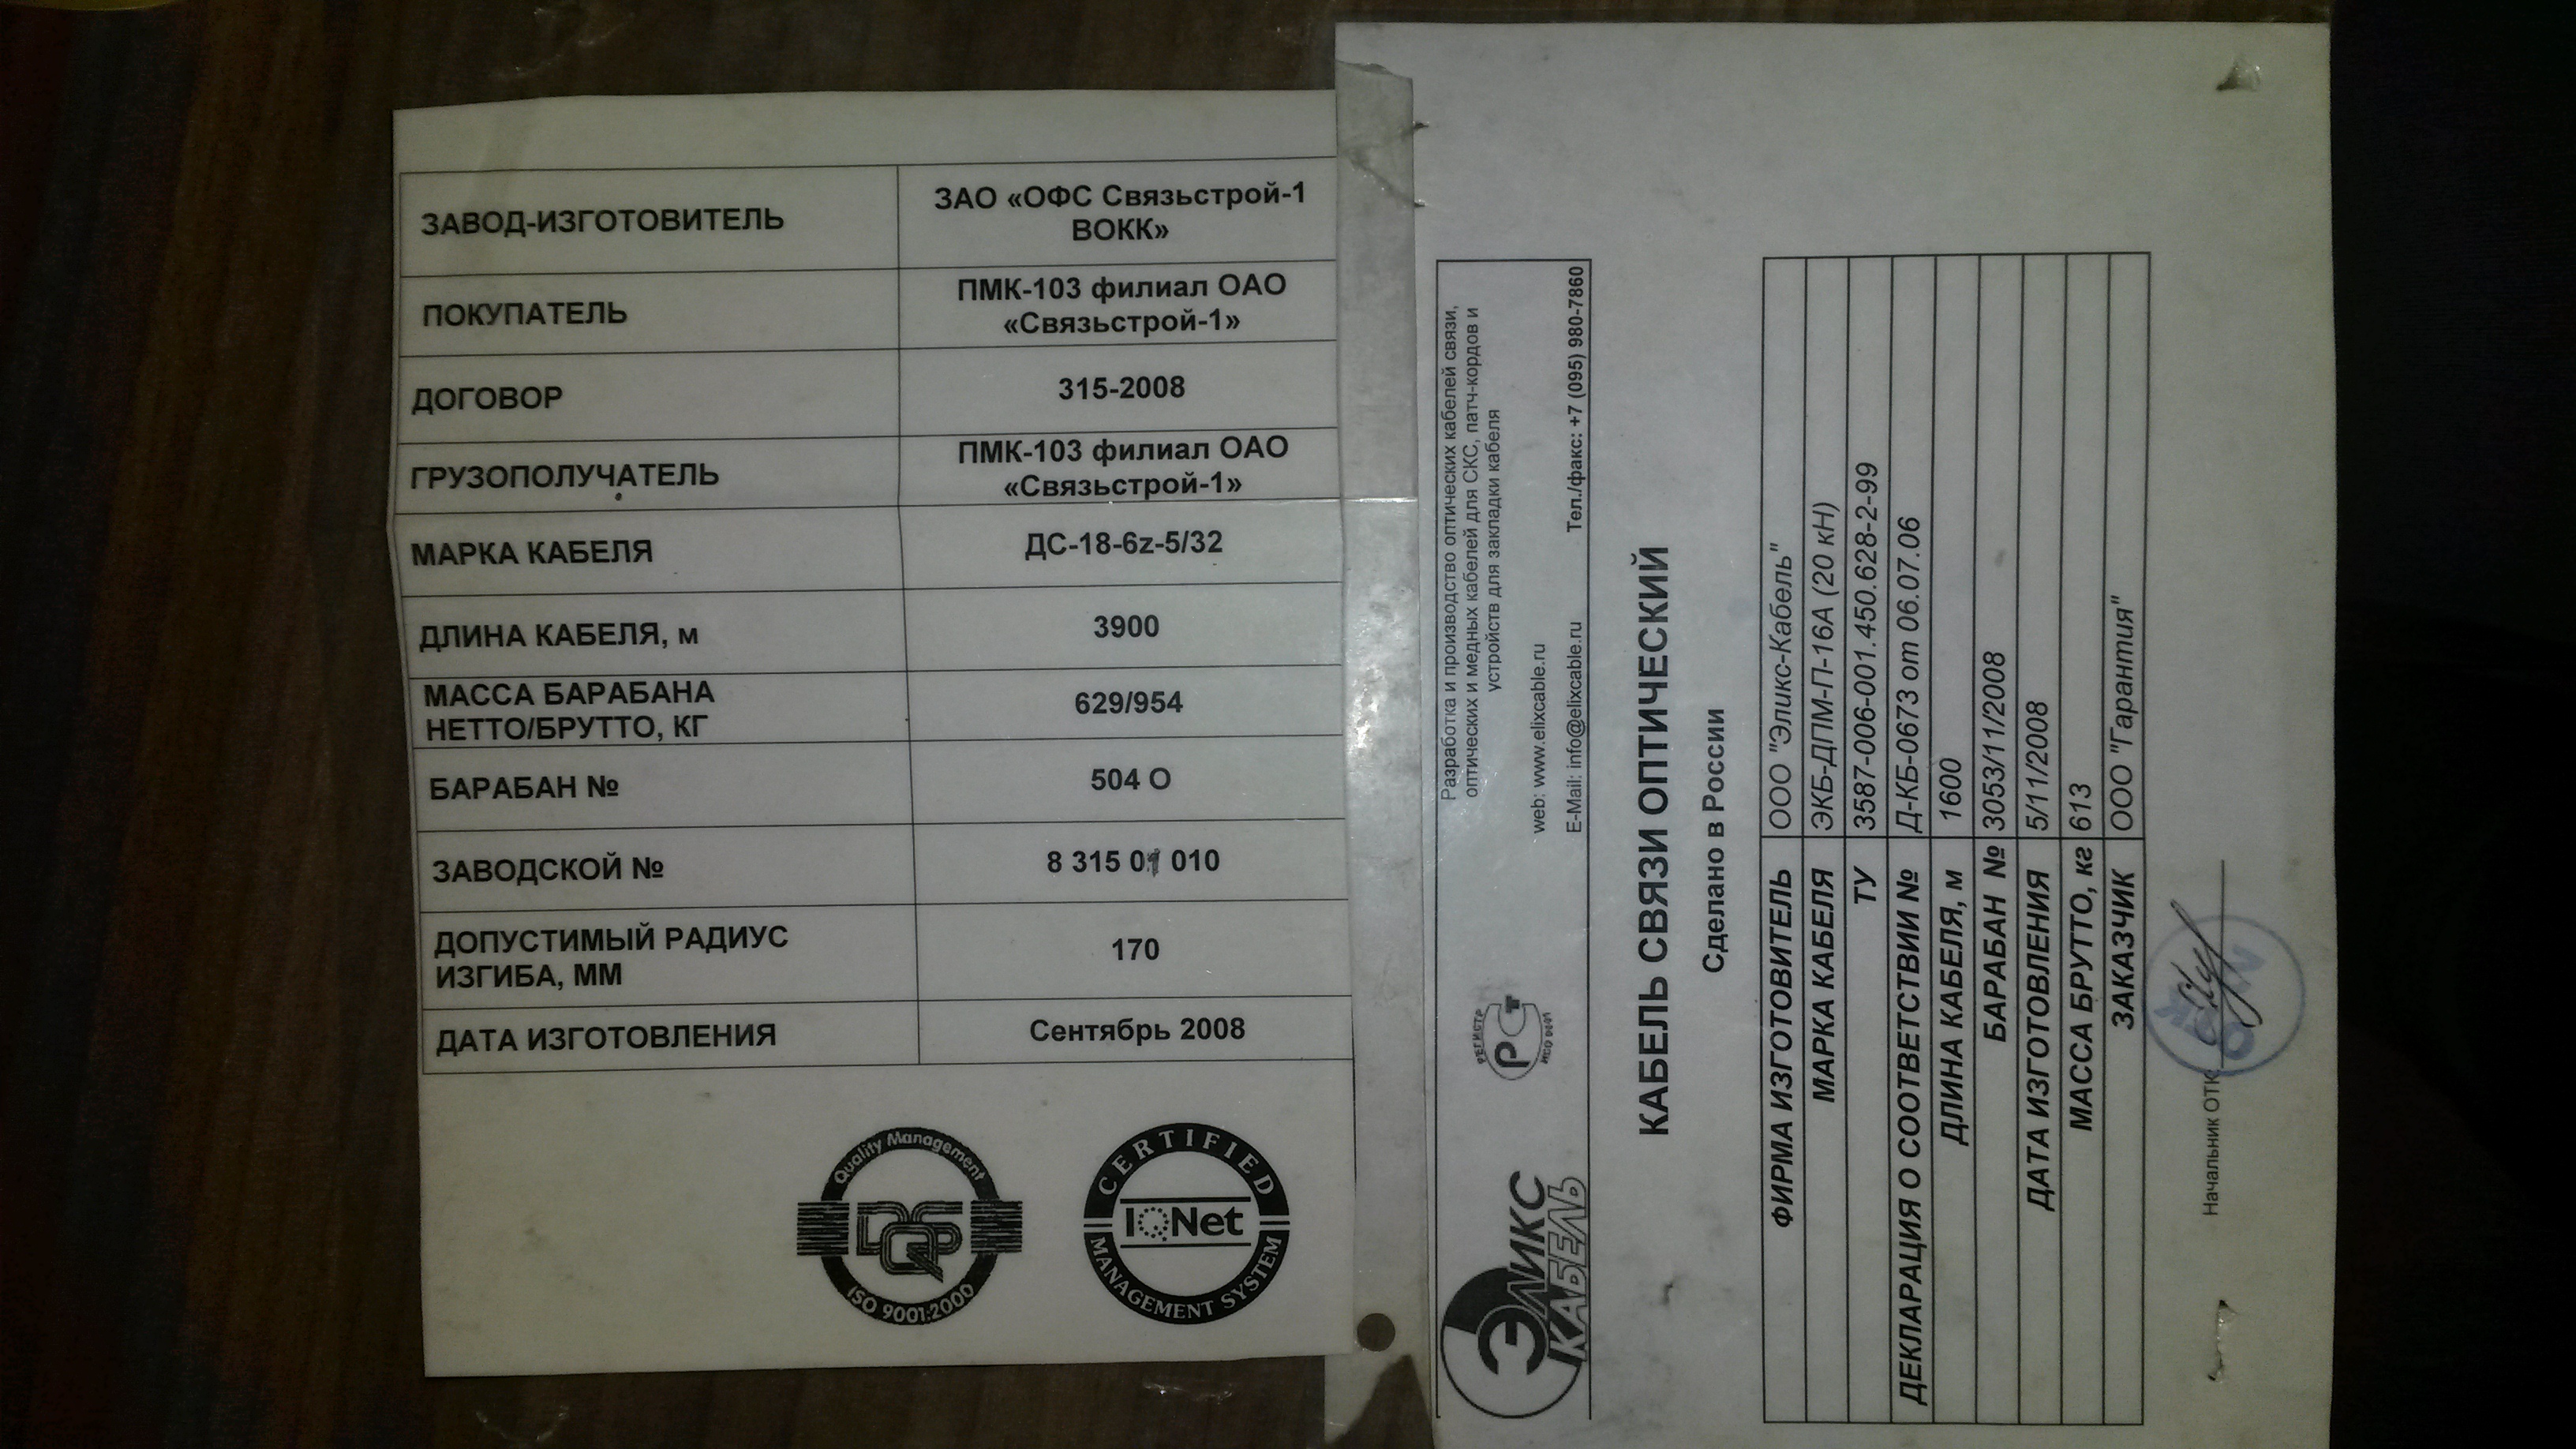 ЗАВОД-ИЗГОТОВИТЕЛЬ
ЗАО «ОФС Связьстрой-1
ВОКК»
ПОКУПАТЕЛЬ
ПМК-103 филиал ОАО
«Связьстрой-1»
ДОГОВОР
315-2008
ГРУЗОПОЛУЧАТЕЛЬ
ПМК-103 филиал ОАО
«Связьстрой-1»
МАРКА КАБЕЛЯ
ДС-18-6z-5/32
ДЛИНА КАБЕЛЯ, м
3900
МАССА БАРАБАНА
НЕТТО/БРУТТО, КГ
629/954
БАРАБАН №
504 О
ЗАВОДСКОЙ №
8 315 01 010
ДОПУСТИМЫЙ РАДИУС
ИЗГИБА, ММ
170
ДАТА ИЗГОТОВЛЕНИЯ
Сентябрь 2008
Quality Management
DQS
ISO 9001:2000
CERTIFIED
IQNet
MANAGEMENT SYSTEM
ЭЛИКС
КАБЕЛЬ
РЕГИСТР
РСТ
ИСО 9001
Разработка и производство оптических кабелей связи,
оптических и медных кабелей для СКС, патч-кордов и
устройств для закладки кабеля
web: www.elixcable.ru
E-Mail: info@elixcable.ru Тел./факс: +7 (095) 980-7860
КАБЕЛЬ СВЯЗИ ОПТИЧЕСКИЙ
Сделано в России
ФИРМА ИЗГОТОВИТЕЛЬ ООО "Эликс-Кабель"
МАРКА КАБЕЛЯ ЭКБ-ДПМ-П-16А (20 кН)
ТУ 3587-006-001.450.628-2-99
ДЕКЛАРАЦИЯ О СООТВЕТСТВИИ № Д-КБ-0673 от 06.07.06
ДЛИНА КАБЕЛЯ, м 1600
БАРАБАН № 3053/11/2008
ДАТА ИЗГОТОВЛЕНИЯ 5/11/2008
МАССА БРУТТО, кг 613
ЗАКАЗЧИК ООО "Гарантия"
Начальник ОТК